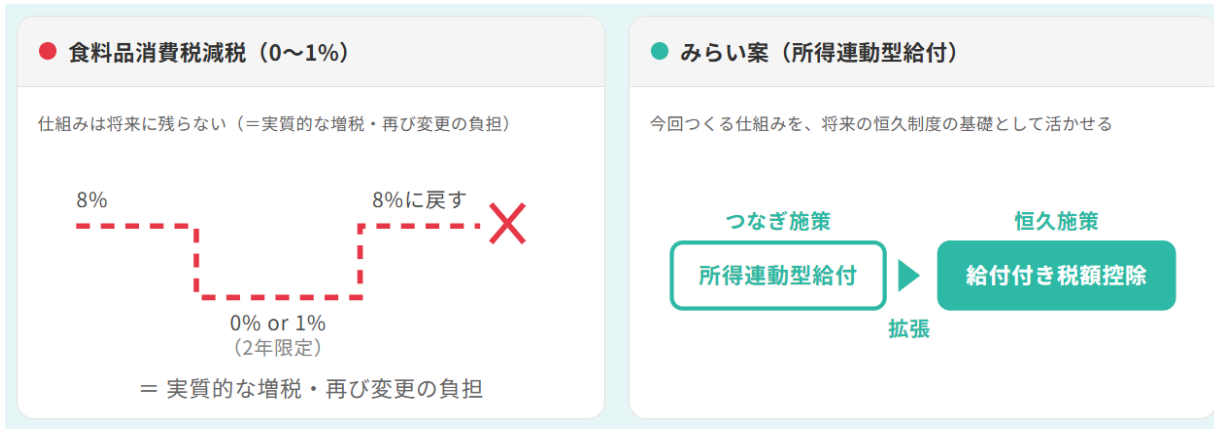 食料品消費税減税（0〜1%）
仕組みは将来に残らない（＝実質的な増税・再び変更の負担）
8%
8%に戻す
0% or 1%
（2年限定）
＝ 実質的な増税・再び変更の負担
みらい案（所得連動型給付）
今回つくる仕組みを、将来の恒久制度の基礎として活かせる
つなぎ施策
恒久施策
所得連動型給付
給付付き税額控除
拡張